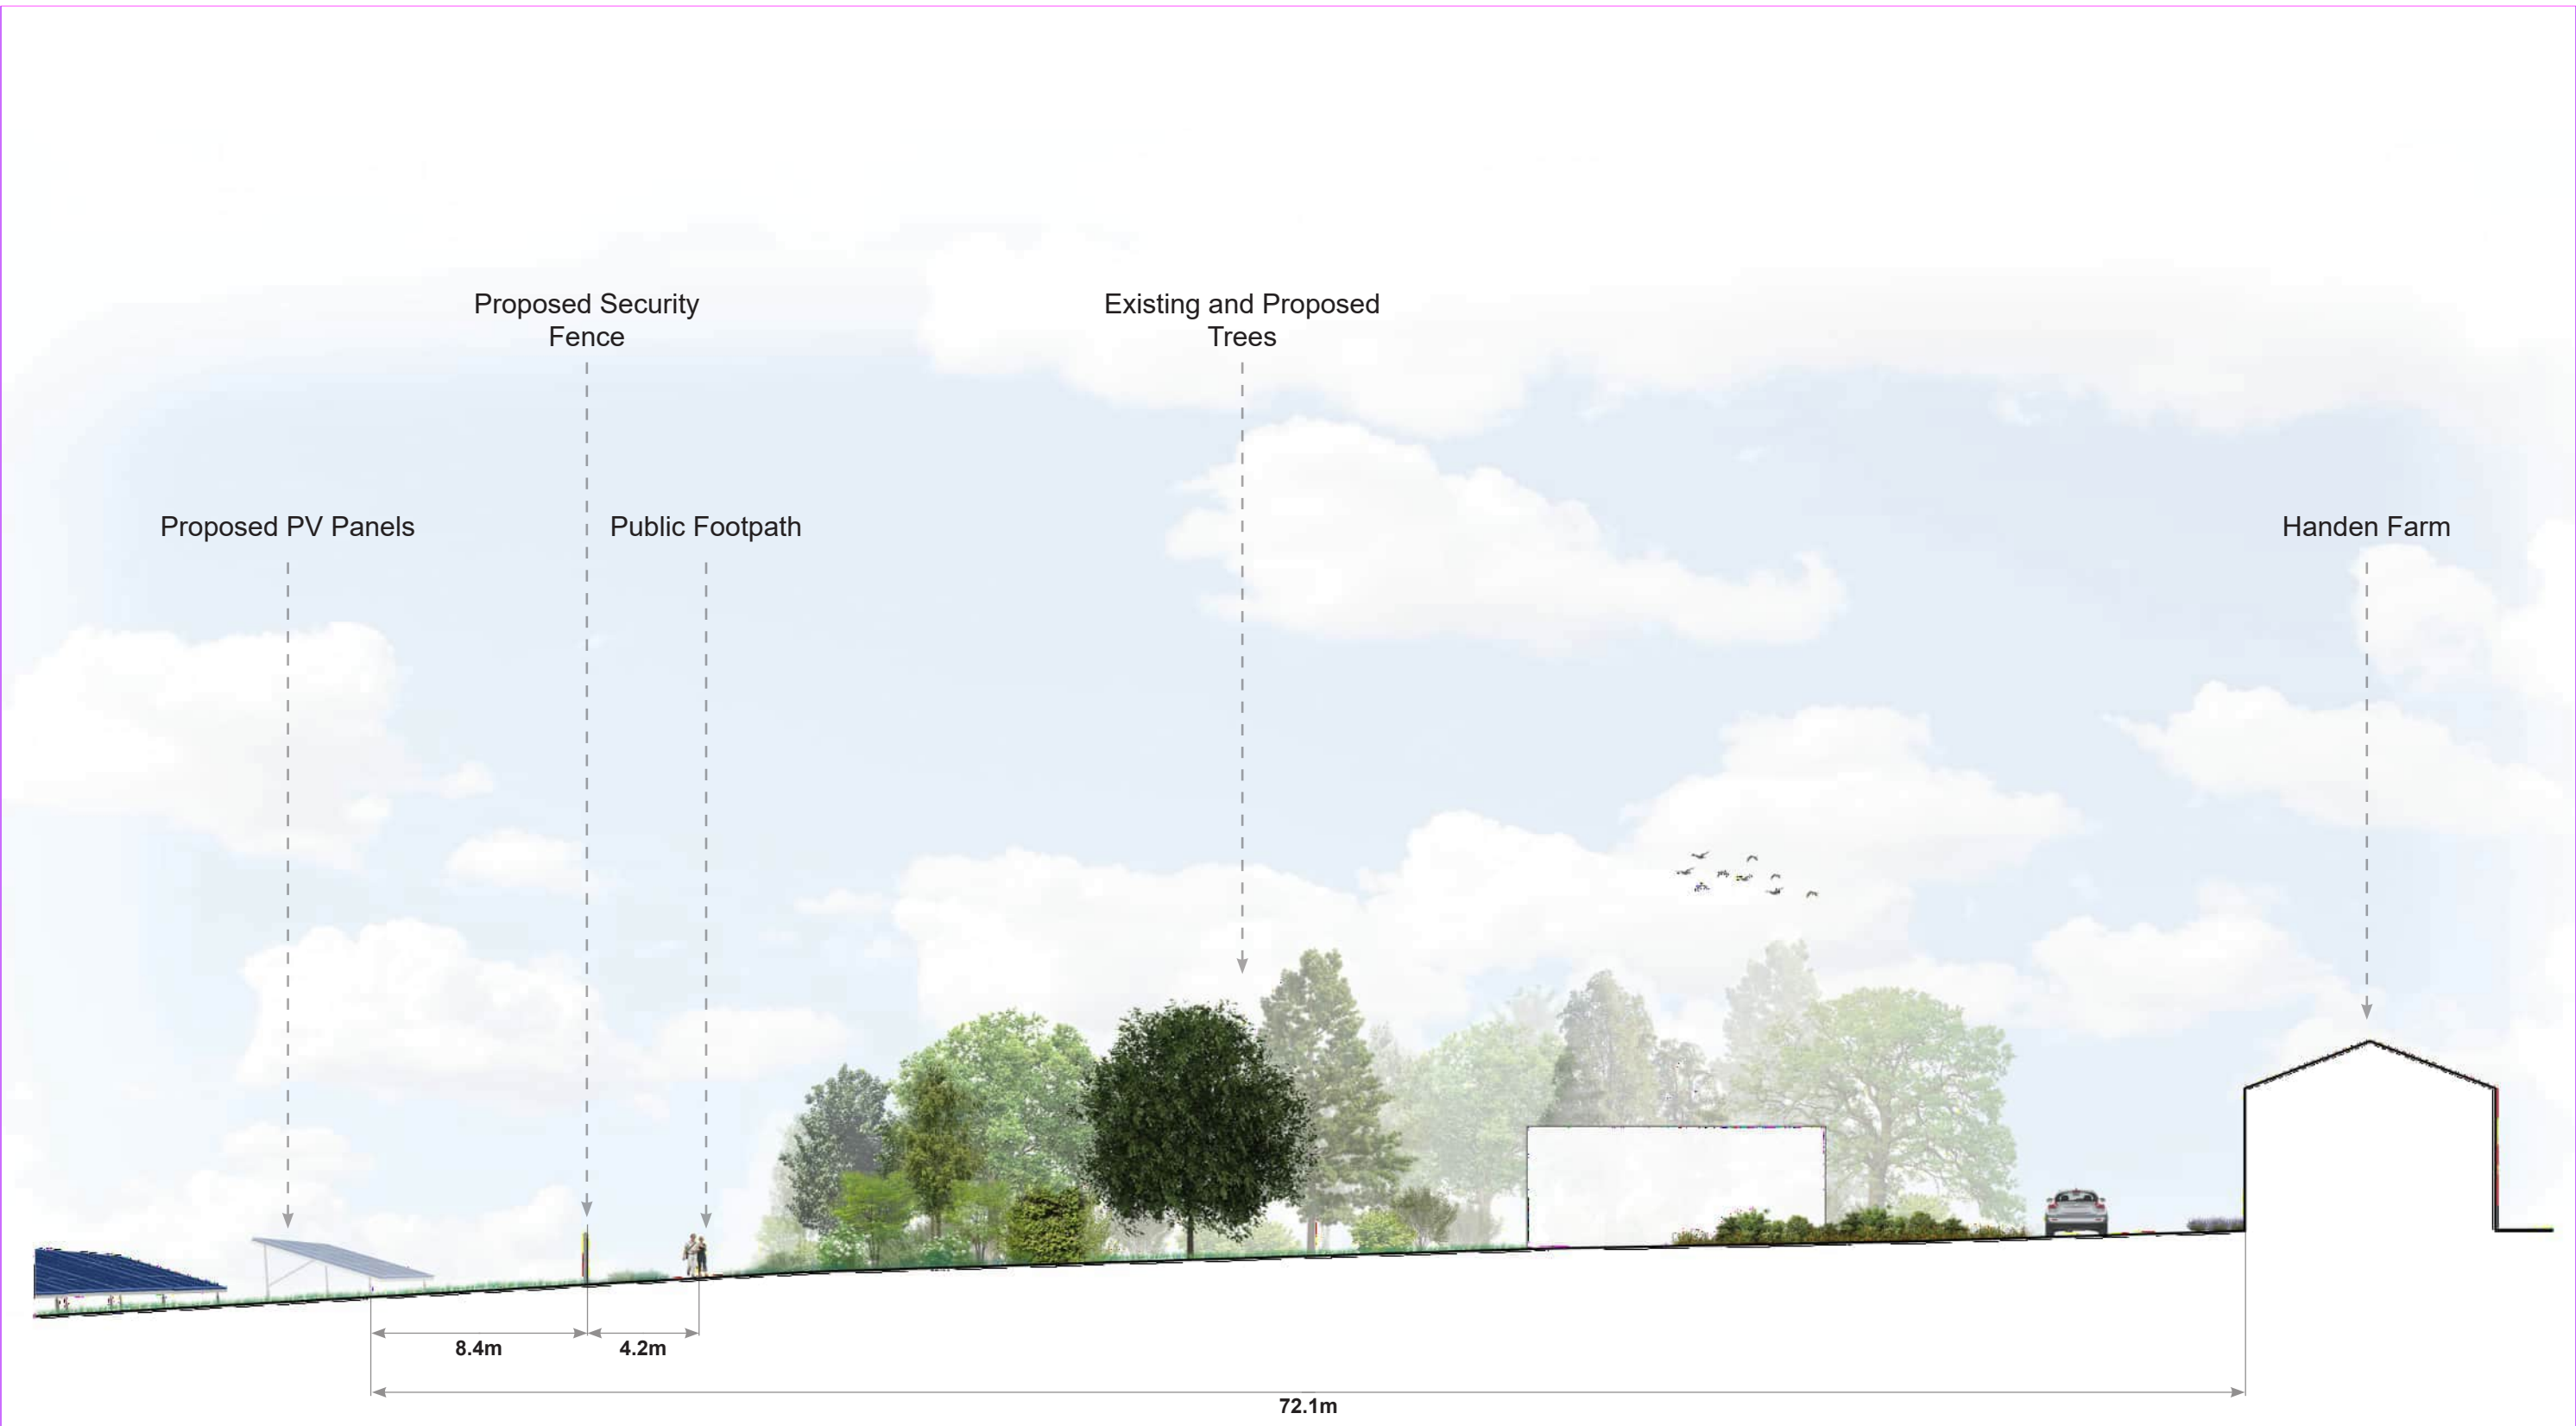 Proposed Security
Fence
Existing and Proposed
Trees
Proposed PV Panels
Public Footpath
Handen Farm
8.4m
4.2m
72.1m